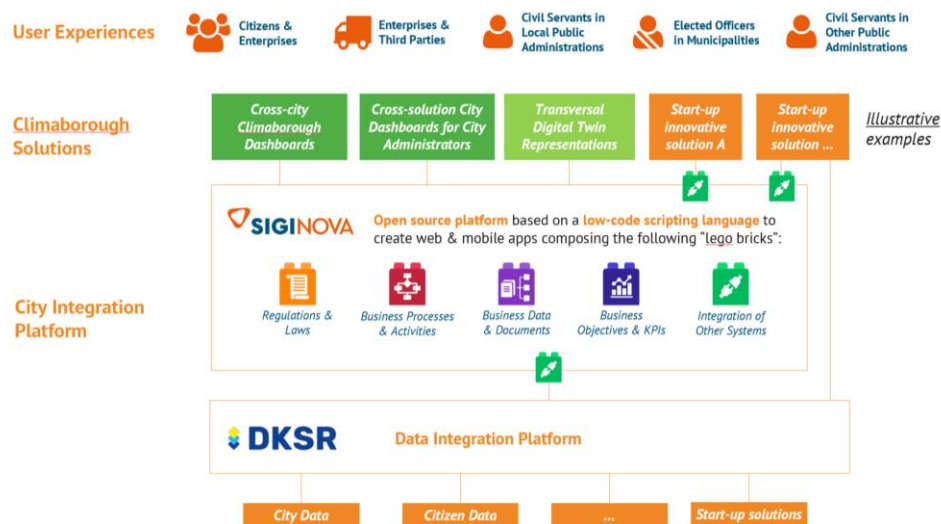 User Experiences
Citizens &
Enterprises
Enterprises &
Third Parties
Civil Servants in
Local Public
Administrations
Elected Officers
in Municipalities
Civil Servants in
Other Public
Administrations
Climaborough
Solutions
Cross-city
Climaborough
Dashboards
Cross-solution City
Dashboards for City
Administrators
Transversal
Digital Twin
Representations
Start-up
innovative
solution A
Start-up
innovative
solution ...
Illustrative
examples
City Integration
Platform
SIGINOVA
Open source platform based on a low-code scripting language to
create web & mobile apps composing the following “lego bricks”:
Regulations &
Laws
Business Processes
& Activities
Business Data
& Documents
Business
Objectives & KPIs
Integration of
Other Systems
DKSR
Data Integration Platform
City Data
Citizen Data
...
Start-up solutions